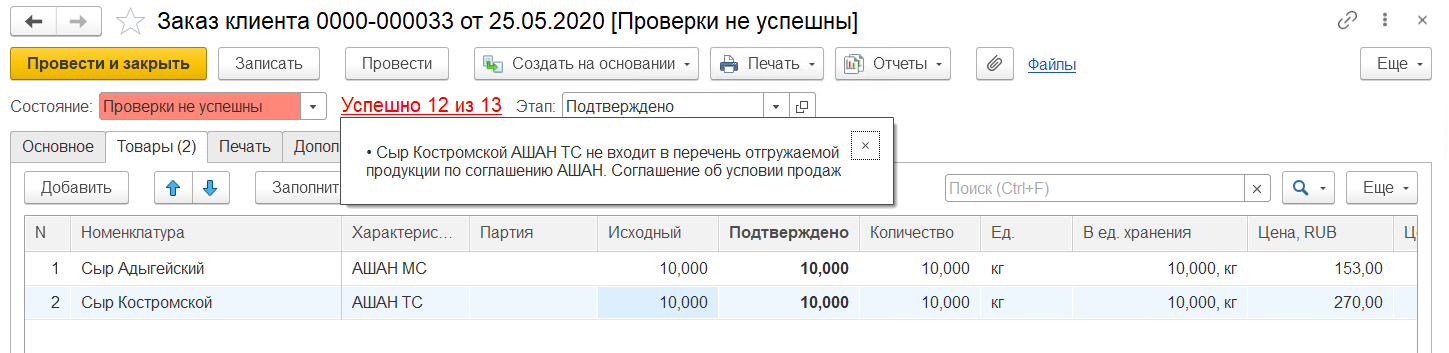 Заказ клиента 0000-000033 от 25.05.2020 [Проверки не успешны]
Провести и закрыть Записать Провести Создать на основании Печать Отчеты Файлы Еще
Состояние: Проверки не успешны Успешно 12 из 13 Этап: Подтверждено
Основное Товары (2) Печать Допол
• Сыр Костромской АШАН ТС не входит в перечень отгружаемой
продукции по соглашению АШАН. Соглашение об условии продаж
Добавить Заполнит Поиск (Ctrl+F) Еще
N Номенклатура Характерис... Партия Исходный Подтверждено Количество Ед. В ед. хранения Цена, RUB
1 Сыр Адыгейский АШАН МС 10,000 10,000 10,000 кг 10,000, кг 153,00
2 Сыр Костромской АШАН ТС 10,000 10,000 10,000 кг 10,000, кг 270,00